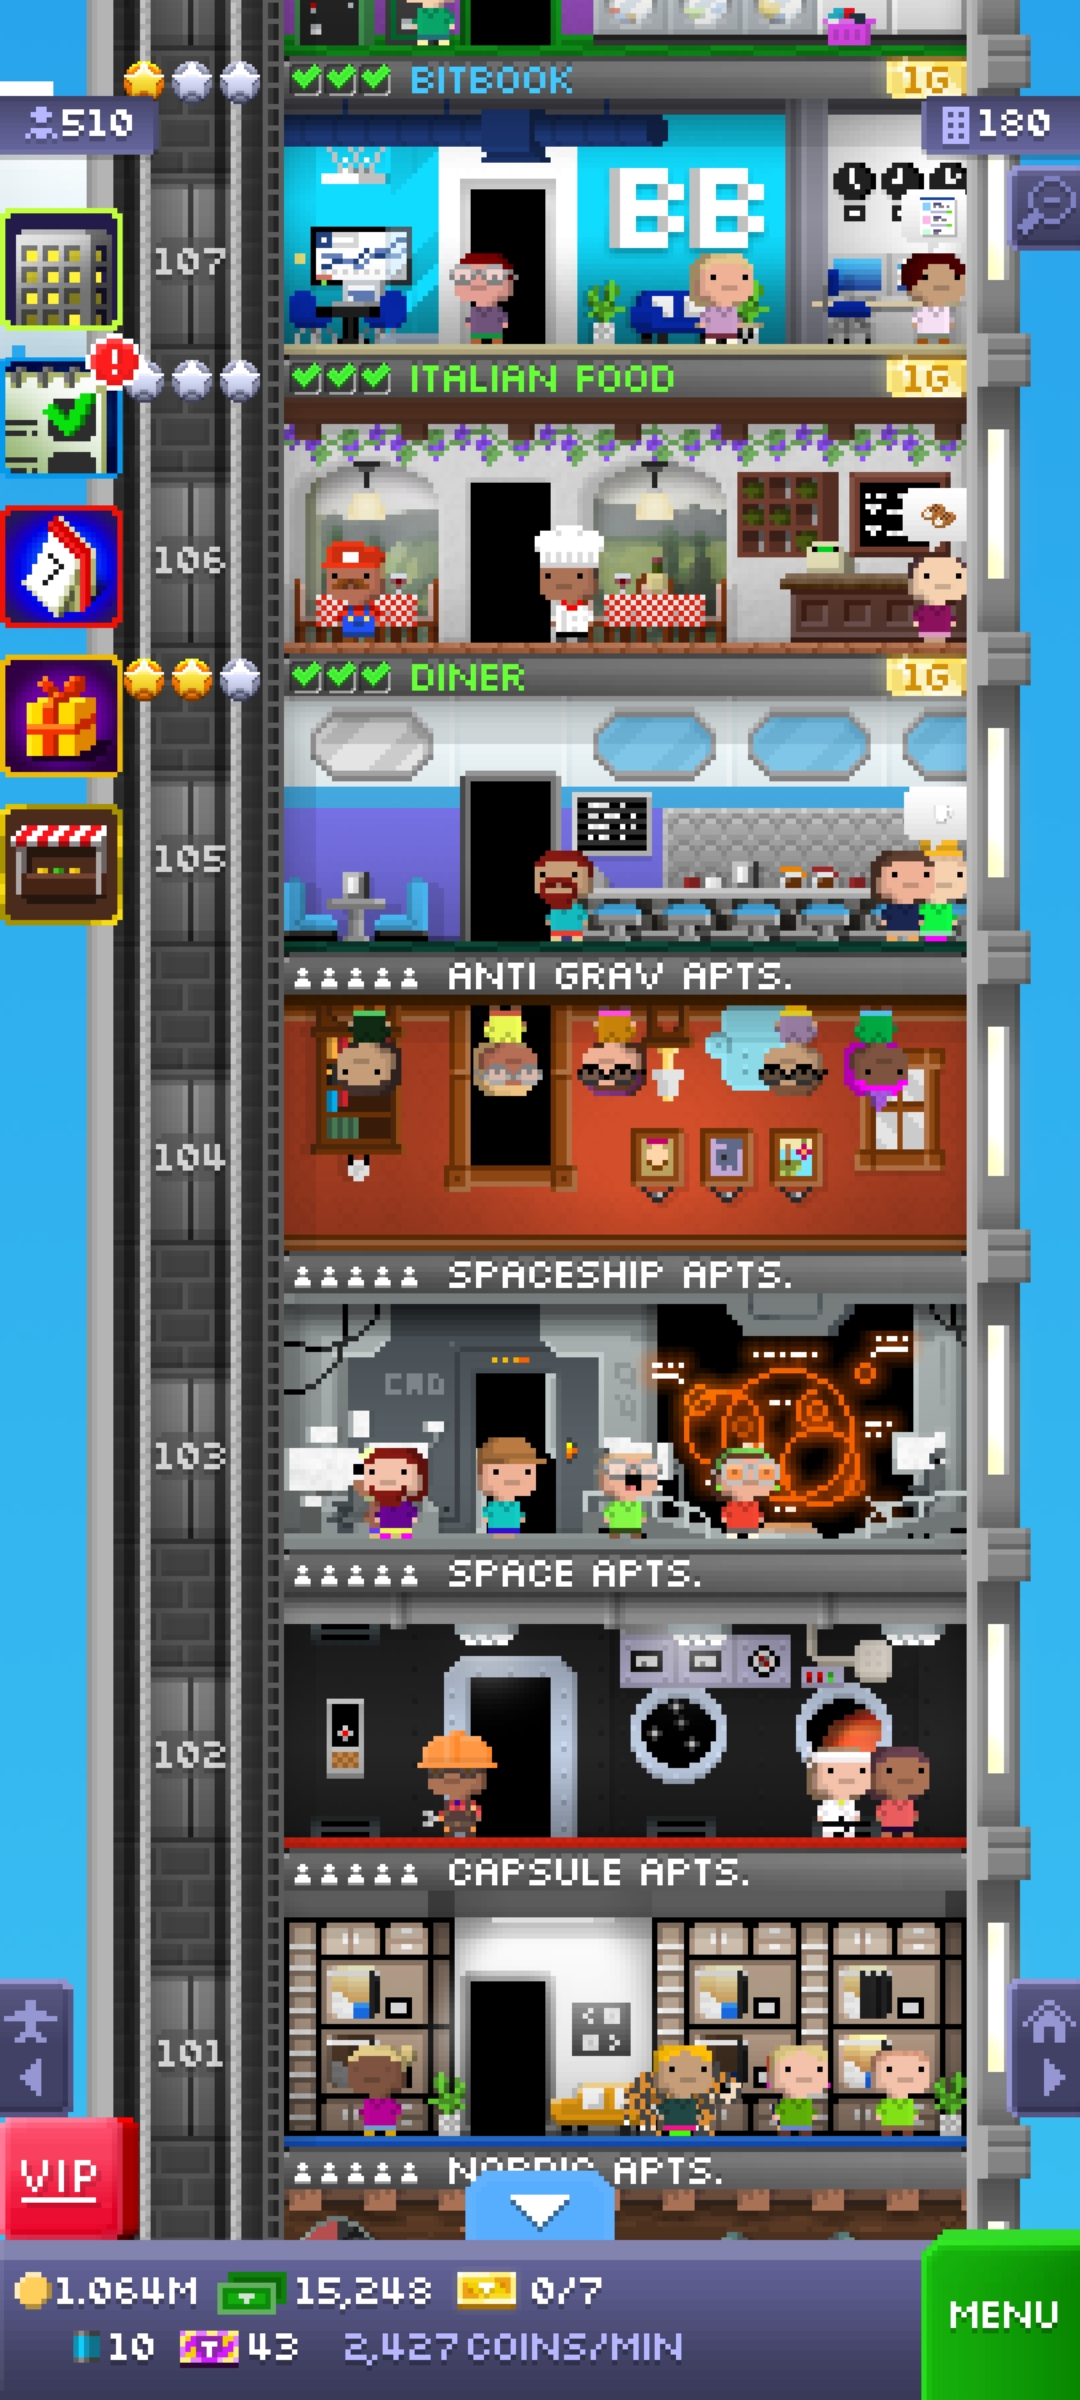 BITBOOK
1G
510
180
BB
107
ITALIAN FOOD
1G
106
DINER
1G
105
ANTI GRAV APTS.
104
SPACESHIP APTS.
CMD
103
SPACE APTS.
102
CAPSULE APTS.
101
NORDIC APTS.
VIP
1.064M
15,248
0/7
MENU
10
43
2,427 COINS/MIN